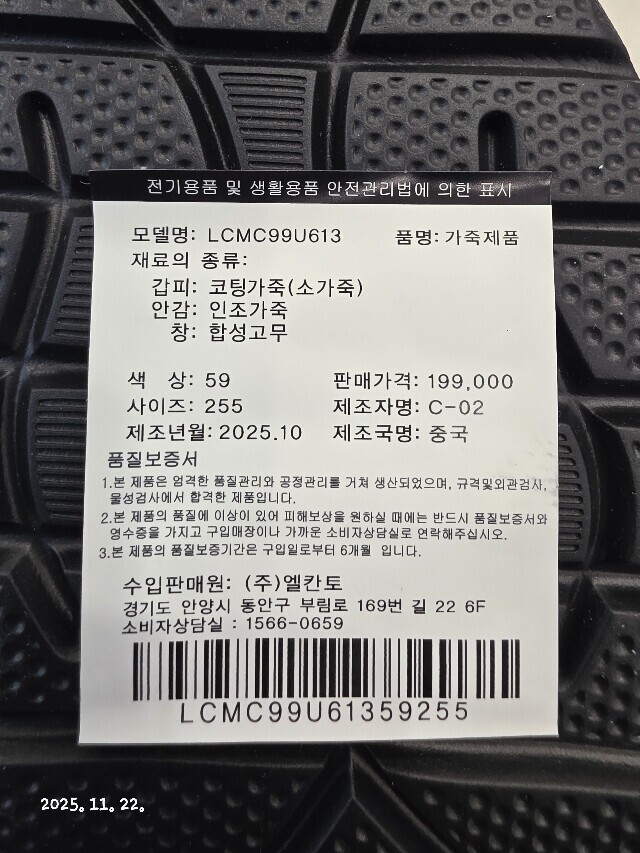 전기용품 및 생활용품 안전관리법에 의한 표시
모델명: LCMC99U613 품명: 가죽제품
재료의 종류:
갑피: 코팅가죽(소가죽)
안감: 인조가죽
창: 합성고무
색 상: 59 판매가격: 199,000
사이즈: 255 제조자명: C-02
제조년월: 2025.10 제조국명: 중국
품질보증서
1.본 제품은 엄격한 품질관리와 공정관리를 거쳐 생산되었으며, 규격및외관검사,
물성검사에서 합격한 제품입니다.
2.본 제품의 품질에 이상이 있어 피해보상을 원하실 때에는 반드시 품질보증서와
영수증을 가지고 구입매장이나 가까운 소비자상담실로 연락해주십시오.
3.본 제품의 품질보증기간은 구입일로부터 6개월 입니다.
수입판매원: (주)엘칸토
경기도 안양시 동안구 부림로 169번 길 22 6F
소비자상담실 : 1566-0659
LCMC99U61359255
2025. 11. 22.